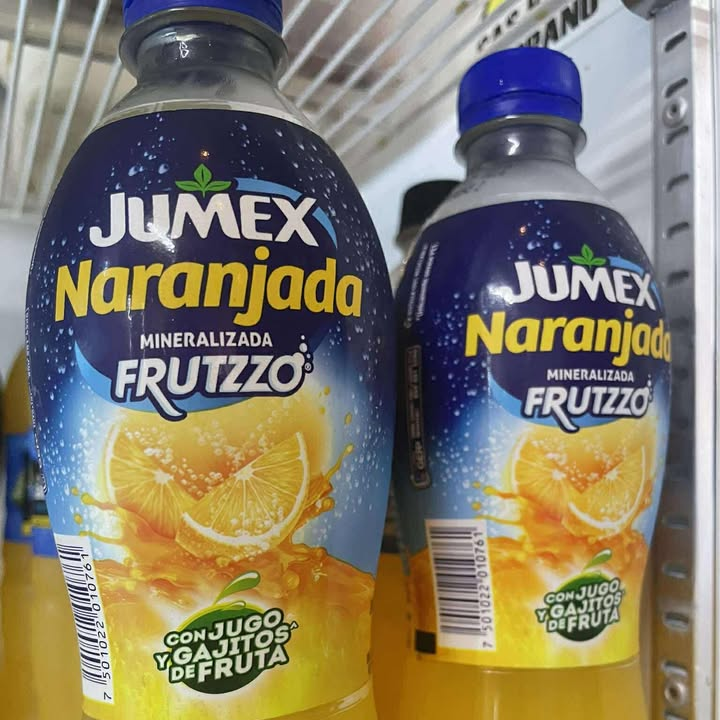 JUMEX
Naranjada
MINERALIZADA
FRUTZZO®
CON JUGO
Y GAJITOS^
DE FRUTA
7 501022 010761
JUMEX
Naranjada
MINERALIZADA
FRUTZZO
CON JUGO
Y GAJITOS^
DE FRUTA
7 501022 010761